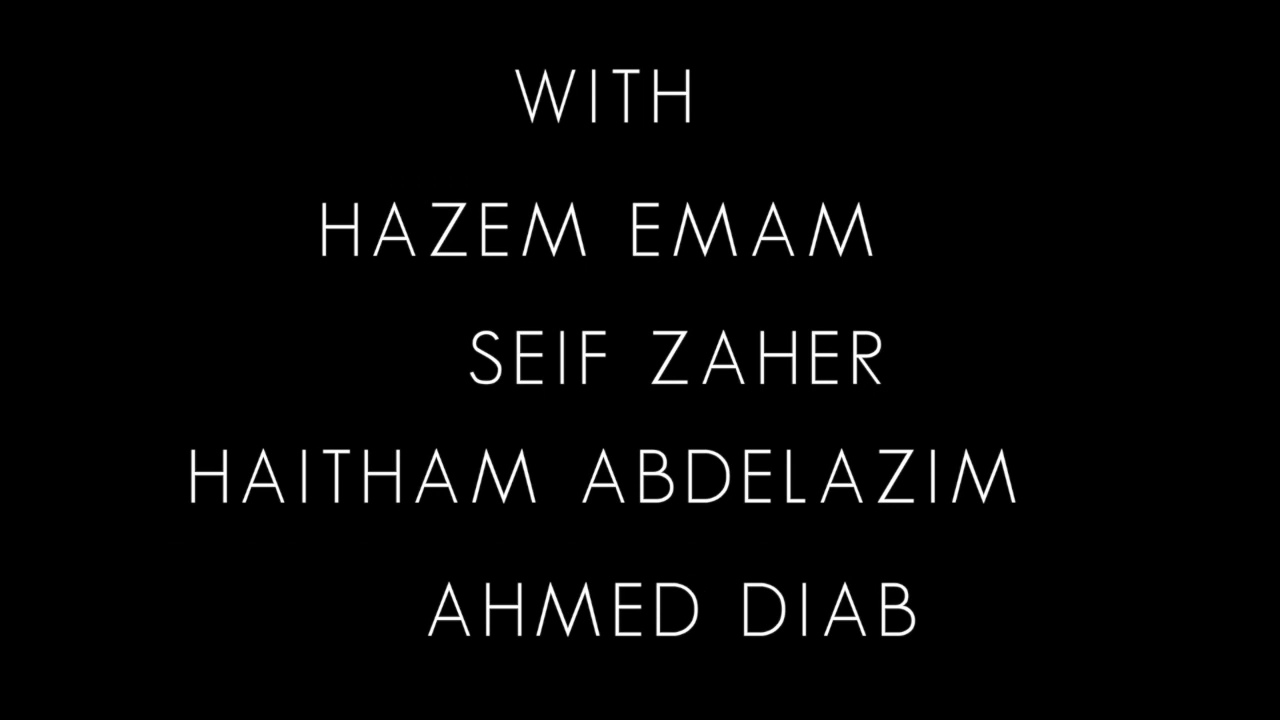 WITH
HAZEM EMAM
SEIF ZAHER
HAITHAM ABDELAZIM
AHMED DIAB